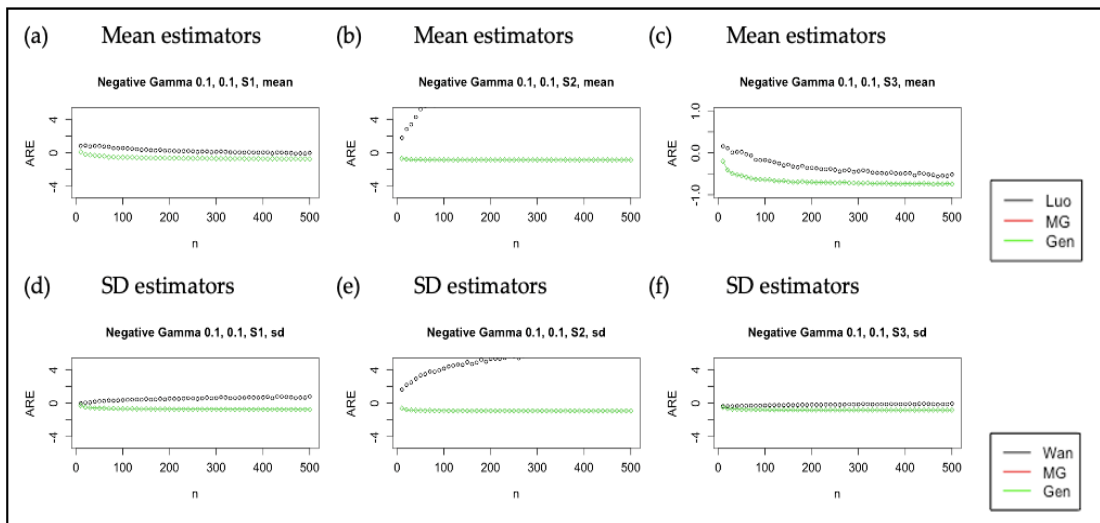 (a) Mean estimators
(b) Mean estimators
(c) Mean estimators
Negative Gamma 0.1, 0.1, S1, mean
Negative Gamma 0.1, 0.1, S2, mean
Negative Gamma 0.1, 0.1, S3, mean
ARE
4
0
-4
0 100 200 300 400 500
n
ARE
4
0
-4
0 100 200 300 400 500
n
ARE
1.0
0.0
-1.0
0 100 200 300 400 500
n
Luo
MG
Gen
(d) SD estimators
(e) SD estimators
(f) SD estimators
Negative Gamma 0.1, 0.1, S1, sd
Negative Gamma 0.1, 0.1, S2, sd
Negative Gamma 0.1, 0.1, S3, sd
ARE
4
0
-4
0 100 200 300 400 500
n
ARE
4
0
-4
0 100 200 300 400 500
n
ARE
4
0
-4
0 100 200 300 400 500
n
Wan
MG
Gen